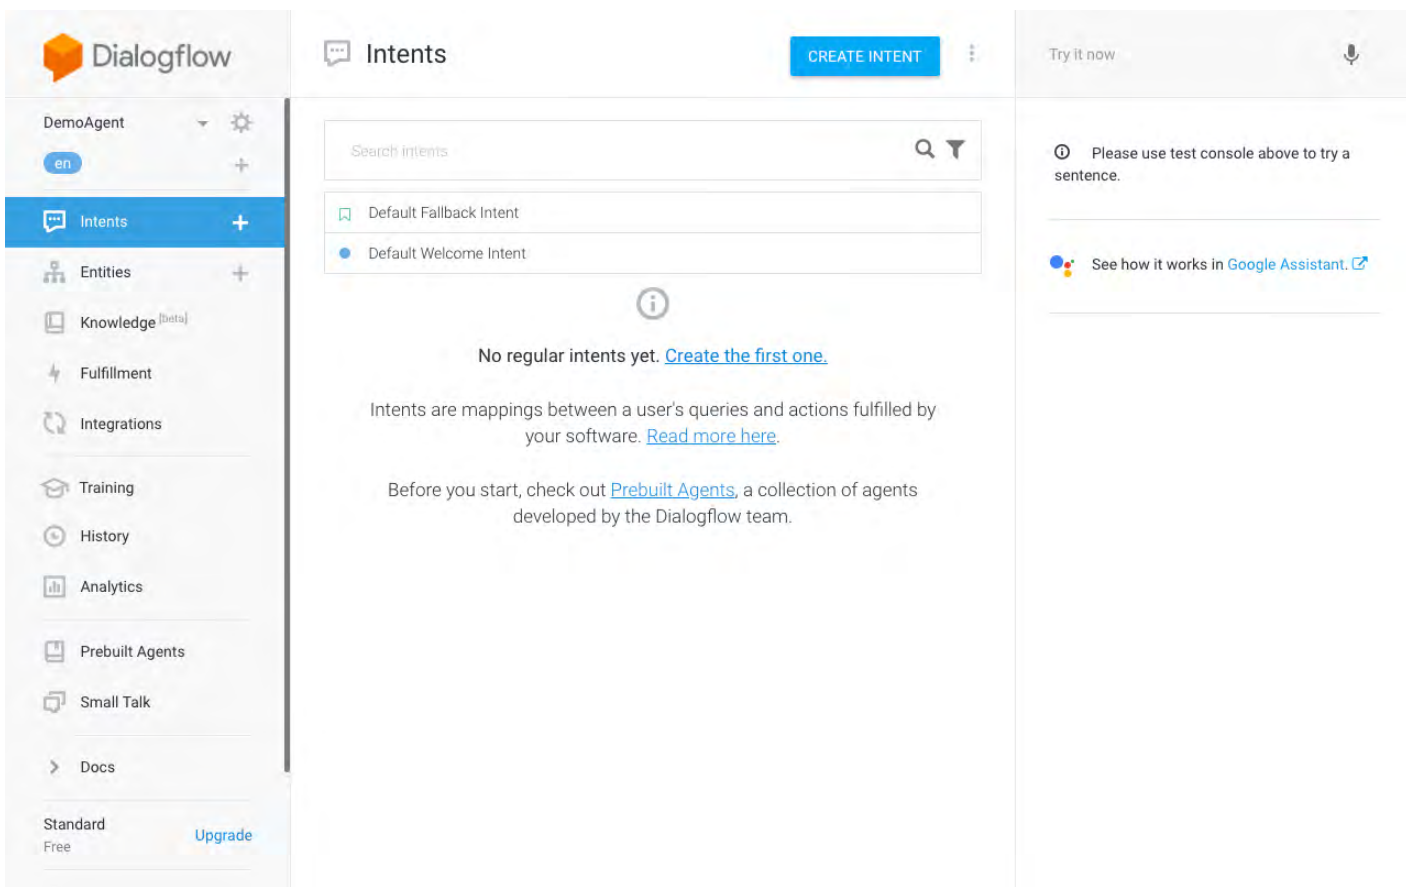 Dialogflow
DemoAgent
en
Intents
Entities
Knowledge [beta]
Fulfillment
Integrations
Training
History
Analytics
Prebuilt Agents
Small Talk
Docs
Standard
Free
Upgrade
Intents
CREATE INTENT
Search intents
Default Fallback Intent
Default Welcome Intent
No regular intents yet. Create the first one.
Intents are mappings between a user's queries and actions fulfilled by
your software. Read more here.
Before you start, check out Prebuilt Agents, a collection of agents
developed by the Dialogflow team.
Try it now
Please use test console above to try a
sentence.
See how it works in Google Assistant.